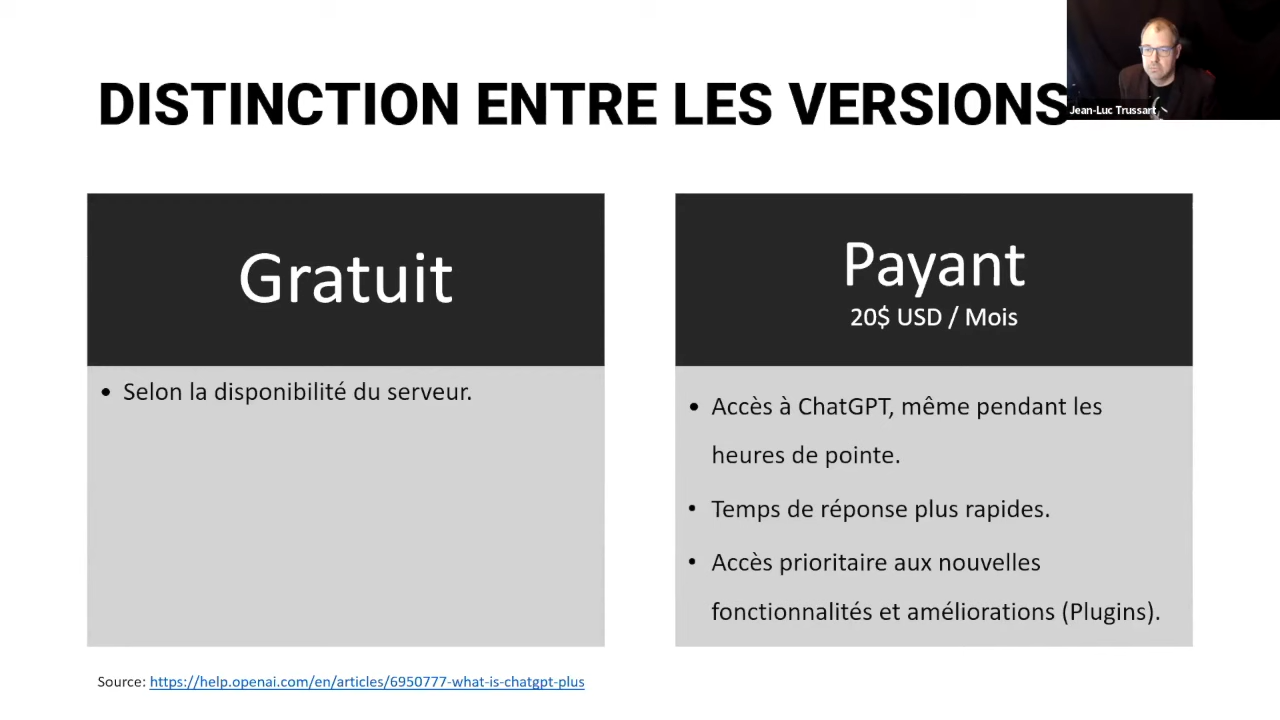 DISTINCTION ENTRE LES VERSIONS
Jean-Luc Trussart
Gratuit
• Selon la disponibilité du serveur.
Payant
20$ USD / Mois
• Accès à ChatGPT, même pendant les
heures de pointe.
• Temps de réponse plus rapides.
• Accès prioritaire aux nouvelles
fonctionnalités et améliorations (Plugins).
Source: https://help.openai.com/en/articles/6950777-what-is-chatgpt-plus